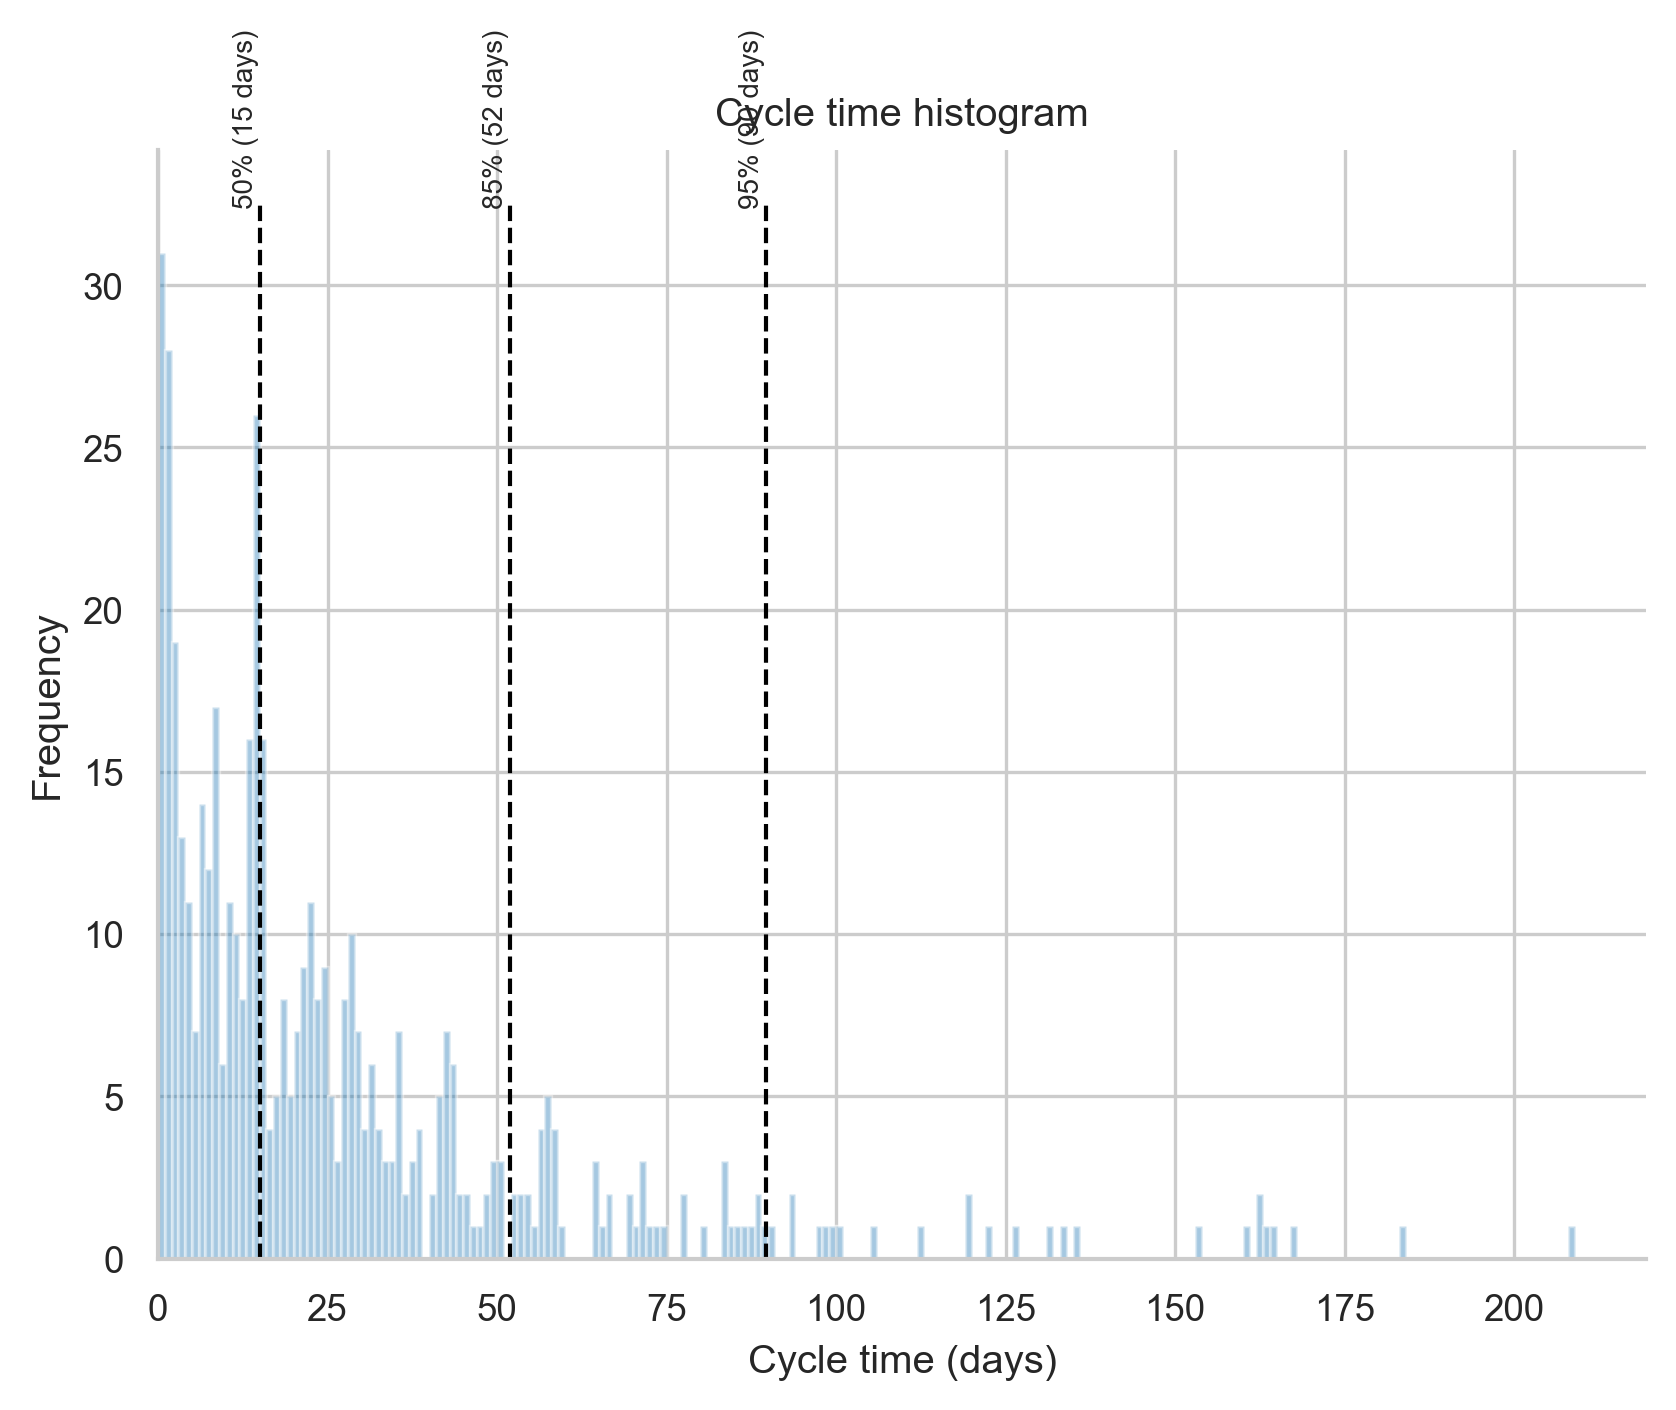 50% (15 days)
85% (52 days)
95% (90 days)
Cycle time histogram
Frequency
30
25
20
15
10
5
0
0 25 50 75 100 125 150 175 200
Cycle time (days)